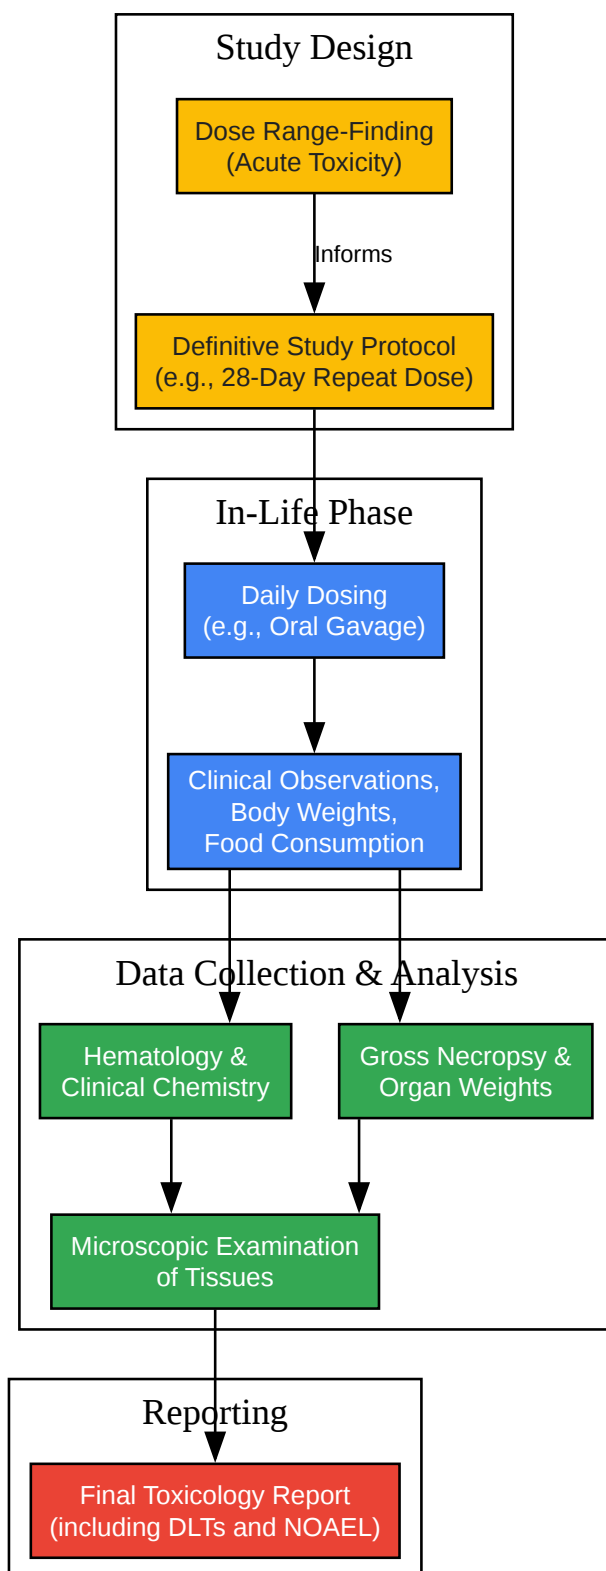 Study Design
Dose Range-Finding
(Acute Toxicity)
Informs
Definitive Study Protocol
(e.g., 28-Day Repeat Dose)
In-Life Phase
Daily Dosing
(e.g., Oral Gavage)
Clinical Observations,
Body Weights,
Food Consumption
Data Collection & Analysis
Hematology &
Clinical Chemistry
Gross Necropsy &
Organ Weights
Microscopic Examination
of Tissues
Reporting
Final Toxicology Report
(including DLTs and NOAEL)